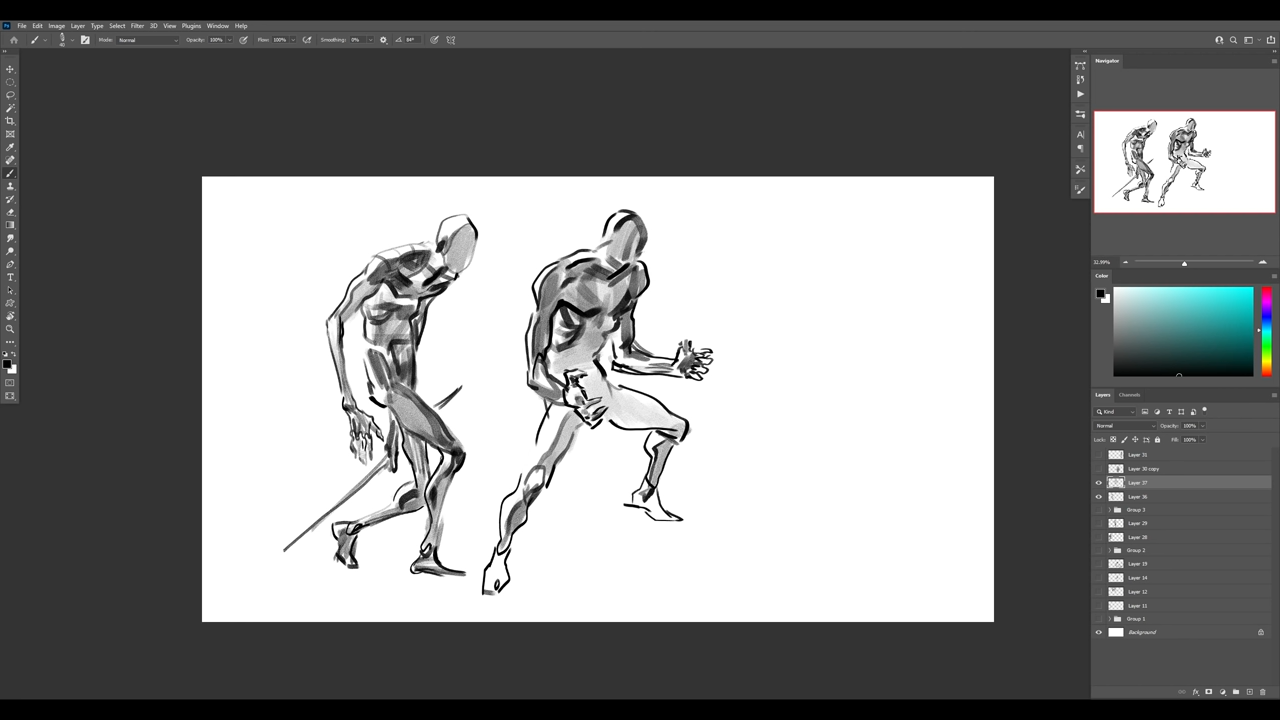 File Edit Image Layer Type Select Filter 3D View Plugins Window Help
Mode: Normal Opacity: 100% Flow: 100% Smoothing: 0% 84°
Navigator
32.99%
Color
Layers Channels
Kind
Normal Opacity: 100%
Lock: Fill: 100%
Layer 31
Layer 30 copy
Layer 37
Layer 36
Group 3
Layer 29
Layer 28
Group 2
Layer 19
Layer 14
Layer 12
Layer 11
Group 1
Background